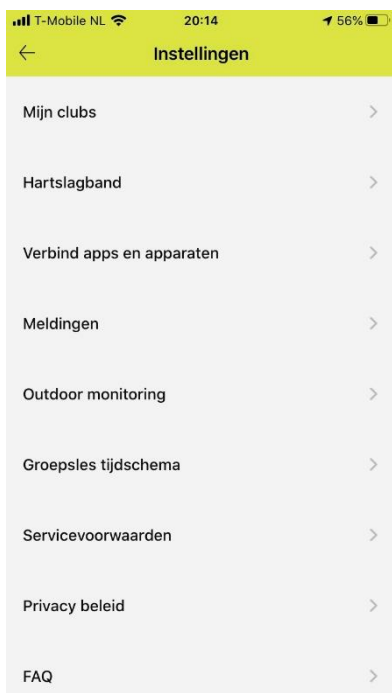 T-Mobile NL 20:14 56%
Instellingen
Mijn clubs
Hartslagband
Verbind apps en apparaten
Meldingen
Outdoor monitoring
Groepsles tijdschema
Servicevoorwaarden
Privacy beleid
FAQ